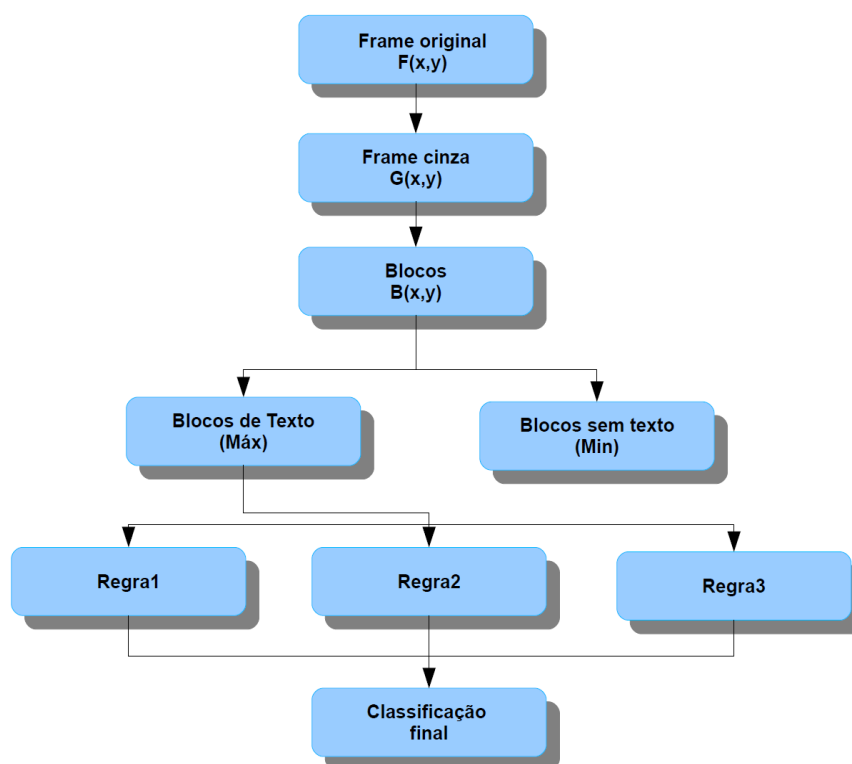 Frame original
F(x,y)
Frame cinza
G(x,y)
Blocos
B(x,y)
Blocos de Texto
(Máx)
Blocos sem texto
(Min)
Regra1
Regra2
Regra3
Classificação
final